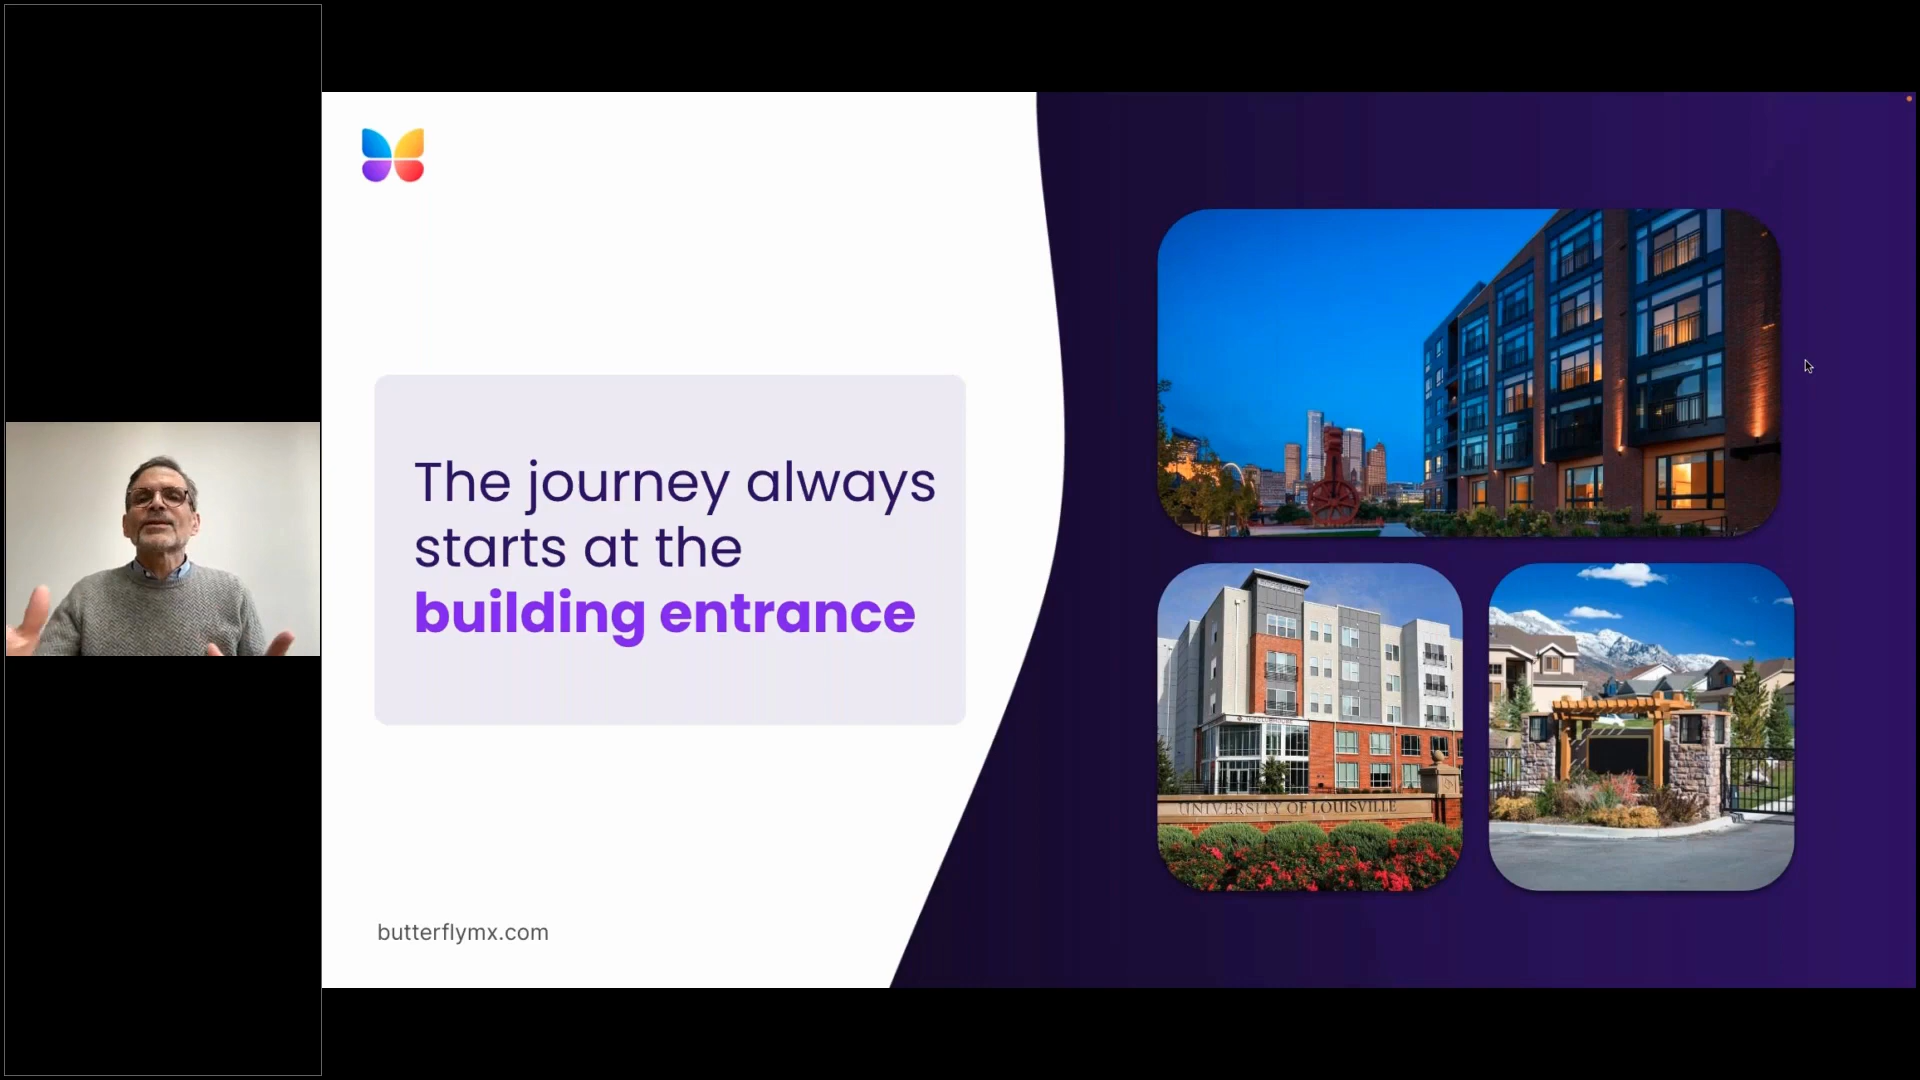 The journey always
starts at the
building entrance
UNIVERSITY OF LOUISVILLE
butterflymx.com